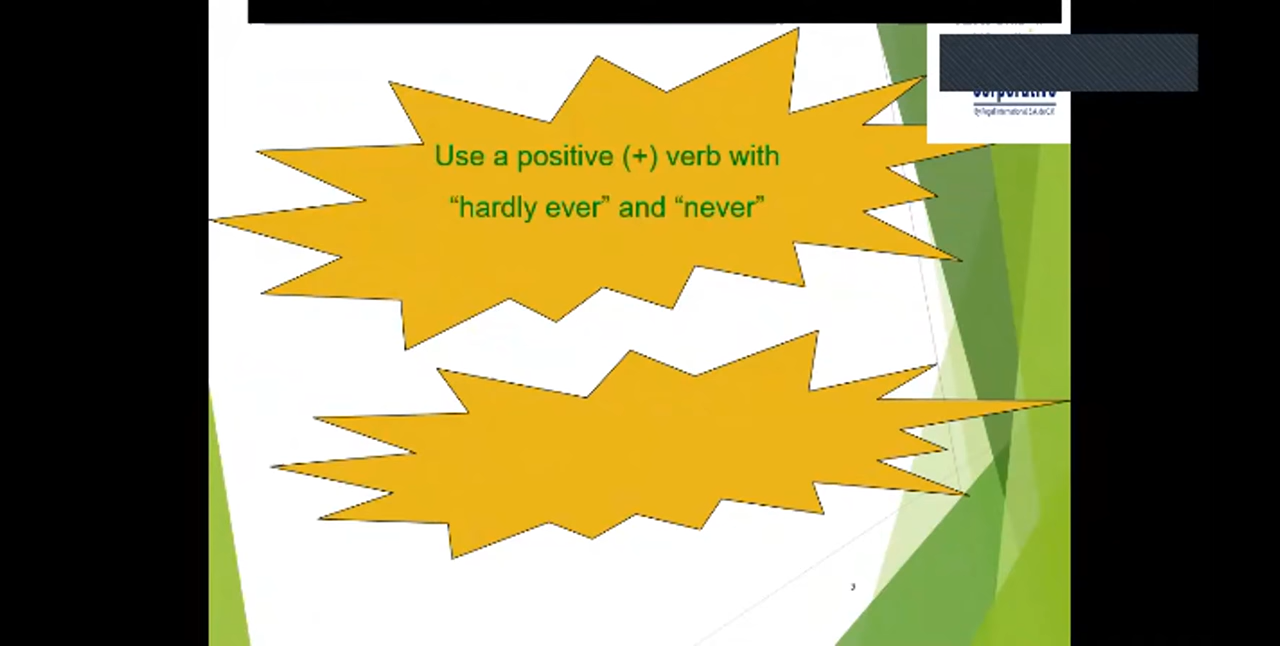 Use a positive (+) verb with
“hardly ever” and “never”